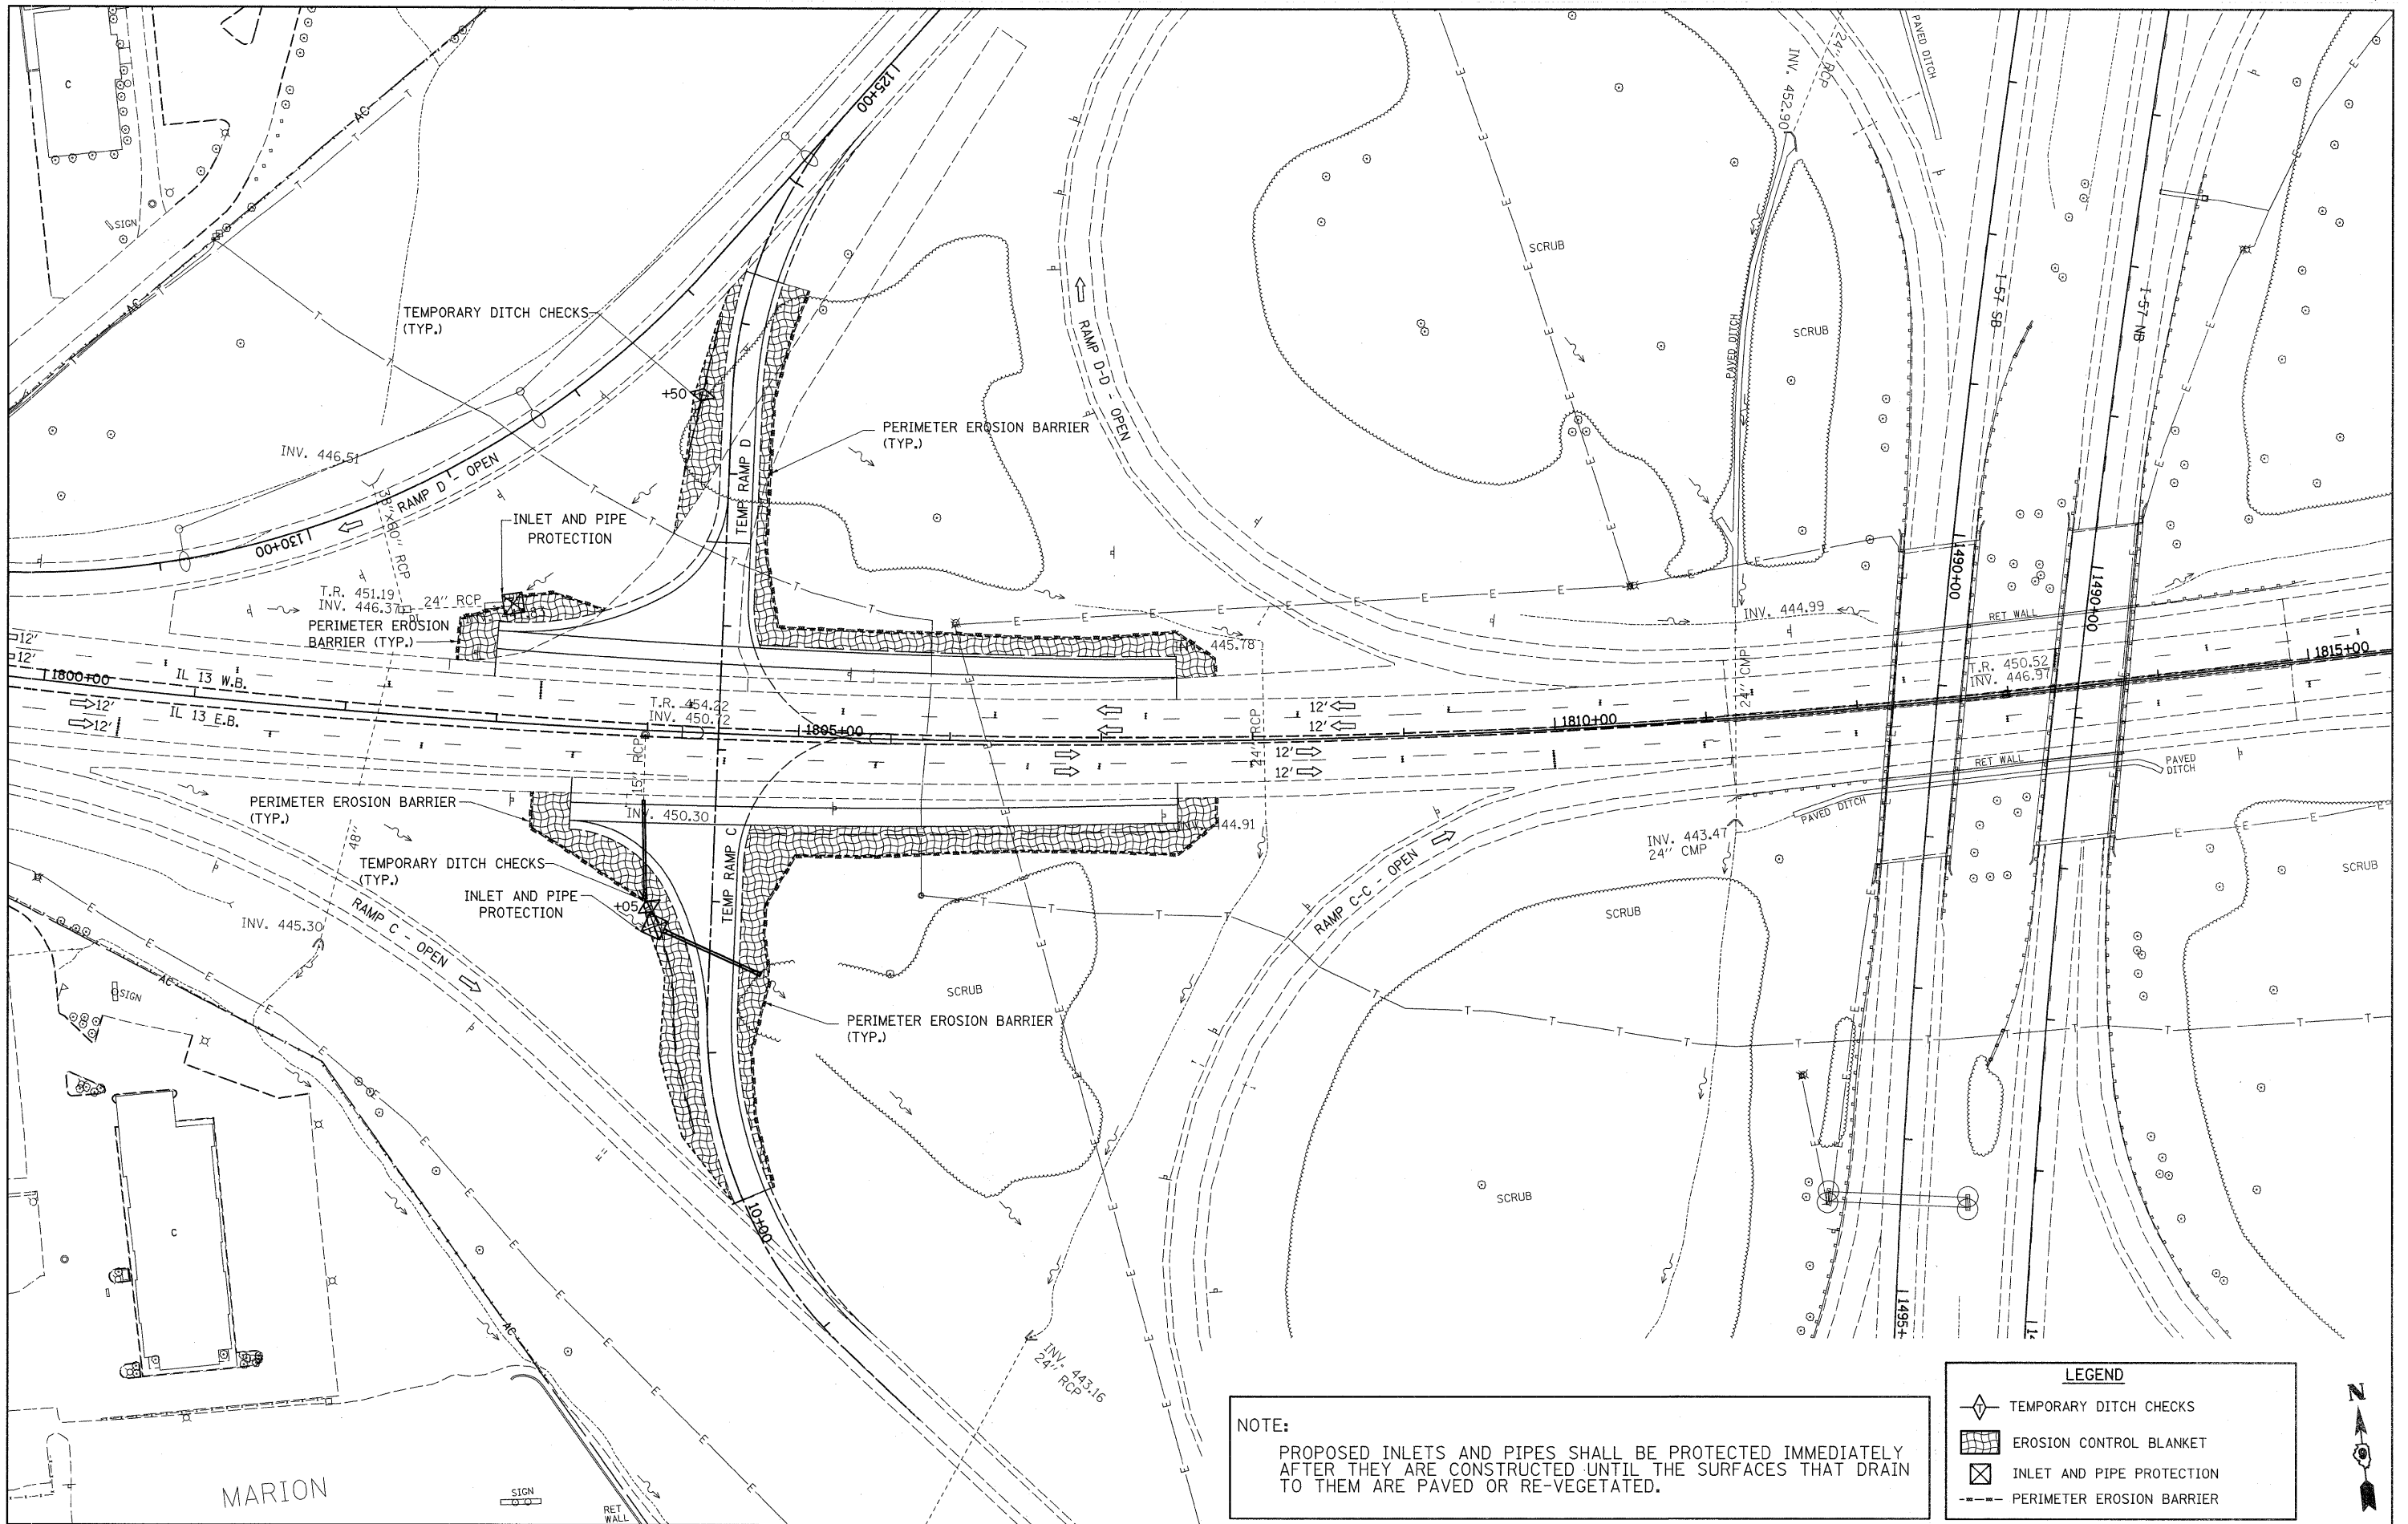 C
SIGN
AC
T
AC
T
125+00
INV. 452.90
24" RCP
PAVED DITCH
TEMPORARY DITCH CHECKS
(TYP.)
+50
PERIMETER EROSION BARRIER
(TYP.)
RAMP D-D - OPEN
SCRUB
SCRUB
PAVED DITCH
I-57 SB
I-57 NB
INV. 446.51
RAMP D - OPEN
38"X60" RCP
130+00
TEMP RAMP D
INLET AND PIPE
PROTECTION
T.R. 451.19
INV. 446.37
24" RCP
PERIMETER EROSION
BARRIER (TYP.)
INV. 444.99
1490+00
1490+00
RET WALL
12'
12'
1800+00
IL 13 W.B.
IL 13 E.B.
12'
12'
T.R. 454.22
INV. 450.72
1805+00
445.78
12'
12'
12'
12'
24" RCP
1810+00
24" CMP
T.R. 450.52
INV. 446.97
1815+00
RET WALL
PAVED
DITCH
PAVED DITCH
15" RCP
PERIMETER EROSION BARRIER
(TYP.)
INV. 450.30
444.91
48"
TEMPORARY DITCH CHECKS
(TYP.)
INLET AND PIPE
PROTECTION
+05
TEMP RAMP C
INV. 443.47
24" CMP
RAMP C-C - OPEN
RAMP C - OPEN
INV. 445.30
SCRUB
SCRUB
SCRUB
SIGN
AC
PERIMETER EROSION BARRIER
(TYP.)
C
10+00
SCRUB
1495+
14
AC
INV. 443.16
24" RCP
MARION
SIGN
RET
WALL
NOTE:
PROPOSED INLETS AND PIPES SHALL BE PROTECTED IMMEDIATELY
AFTER THEY ARE CONSTRUCTED UNTIL THE SURFACES THAT DRAIN
TO THEM ARE PAVED OR RE-VEGETATED.
LEGEND
T
TEMPORARY DITCH CHECKS
EROSION CONTROL BLANKET
INLET AND PIPE PROTECTION
PERIMETER EROSION BARRIER
N